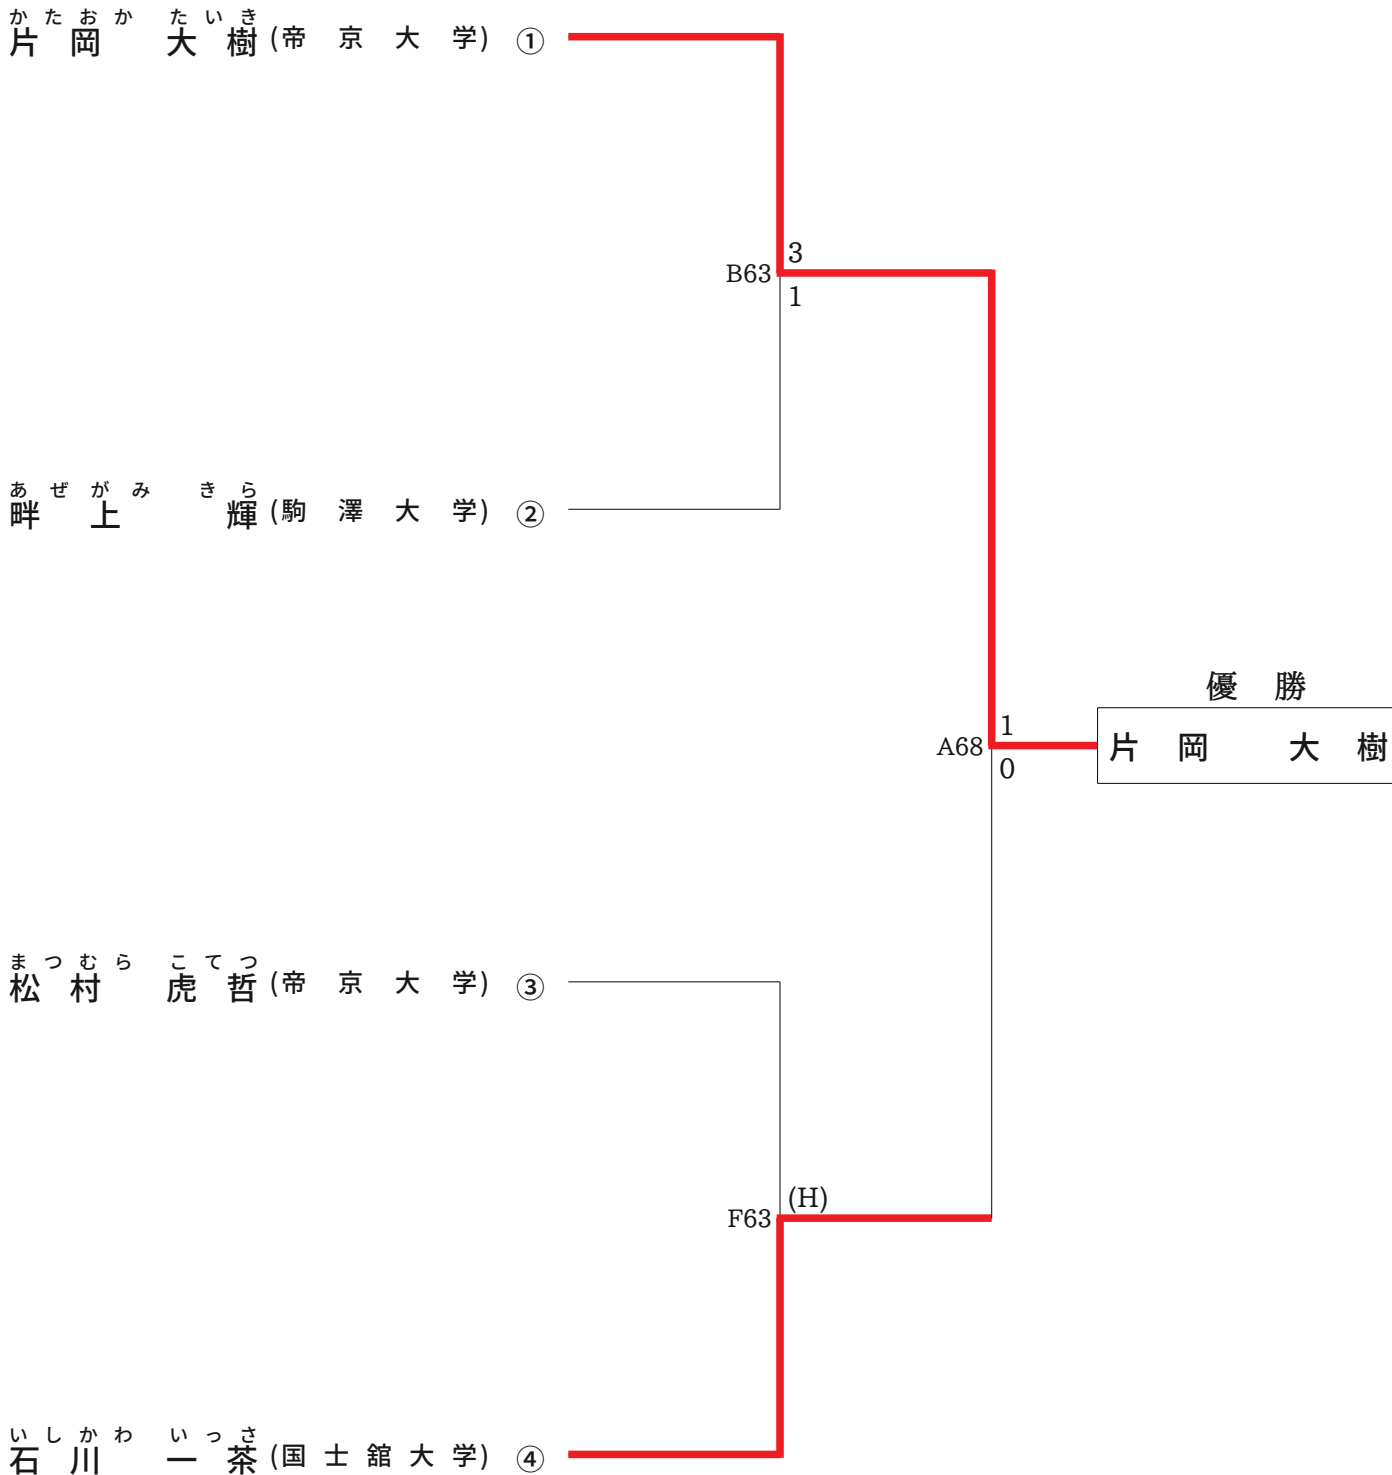 かたおか たいき
片岡 大樹 (帝京大学) ①
3
B63
1
あぜがみ きら
畔上 輝 (駒澤大学) ②
優勝
1
A68
片岡 大樹
0
まつむら こてつ
松村 虎哲 (帝京大学) ③
(H)
F63
いしかわ いっさ
石川 一茶 (国士舘大学) ④